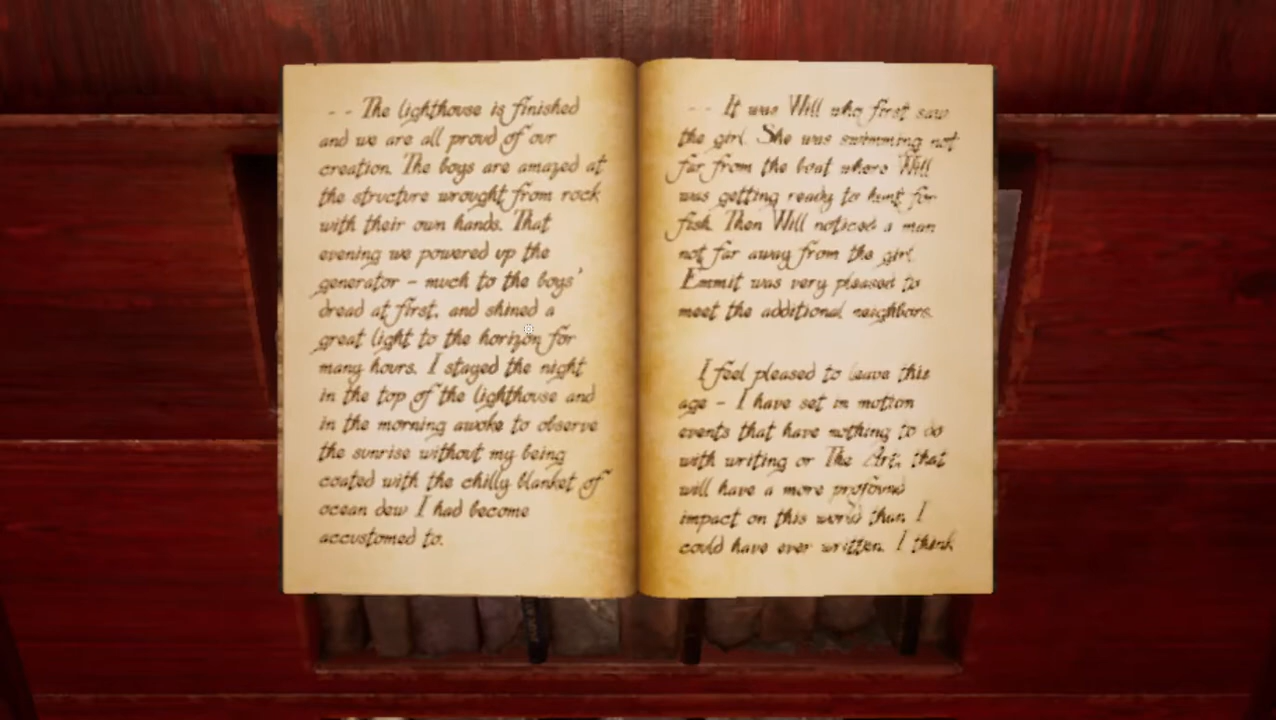 -- The lighthouse is finished
and we are all proud of our
creation. The boys are amazed at
the structure wrought from rock
with their own hands. That
evening we powered up the
generator - much to the boys'
dread at first, and shined a
great light to the horizon for
many hours. I stayed the night
in the top of the lighthouse and
in the morning awoke to observe
the sunrise without my being
coated with the chilly blanket of
ocean dew I had become
accustomed to.
-- It was Will who first saw
the girl. She was swimming not
far from the boat where Will
was getting ready to hunt for
fish. Then Will noticed a man
not far away from the girl.
Emmit was very pleased to
meet the additional neighbors.
I feel pleased to leave this
age - I have set in motion
events that have nothing to do
with writing or The Art, that
will have a more profound
impact on this world than I
could have ever written. I think